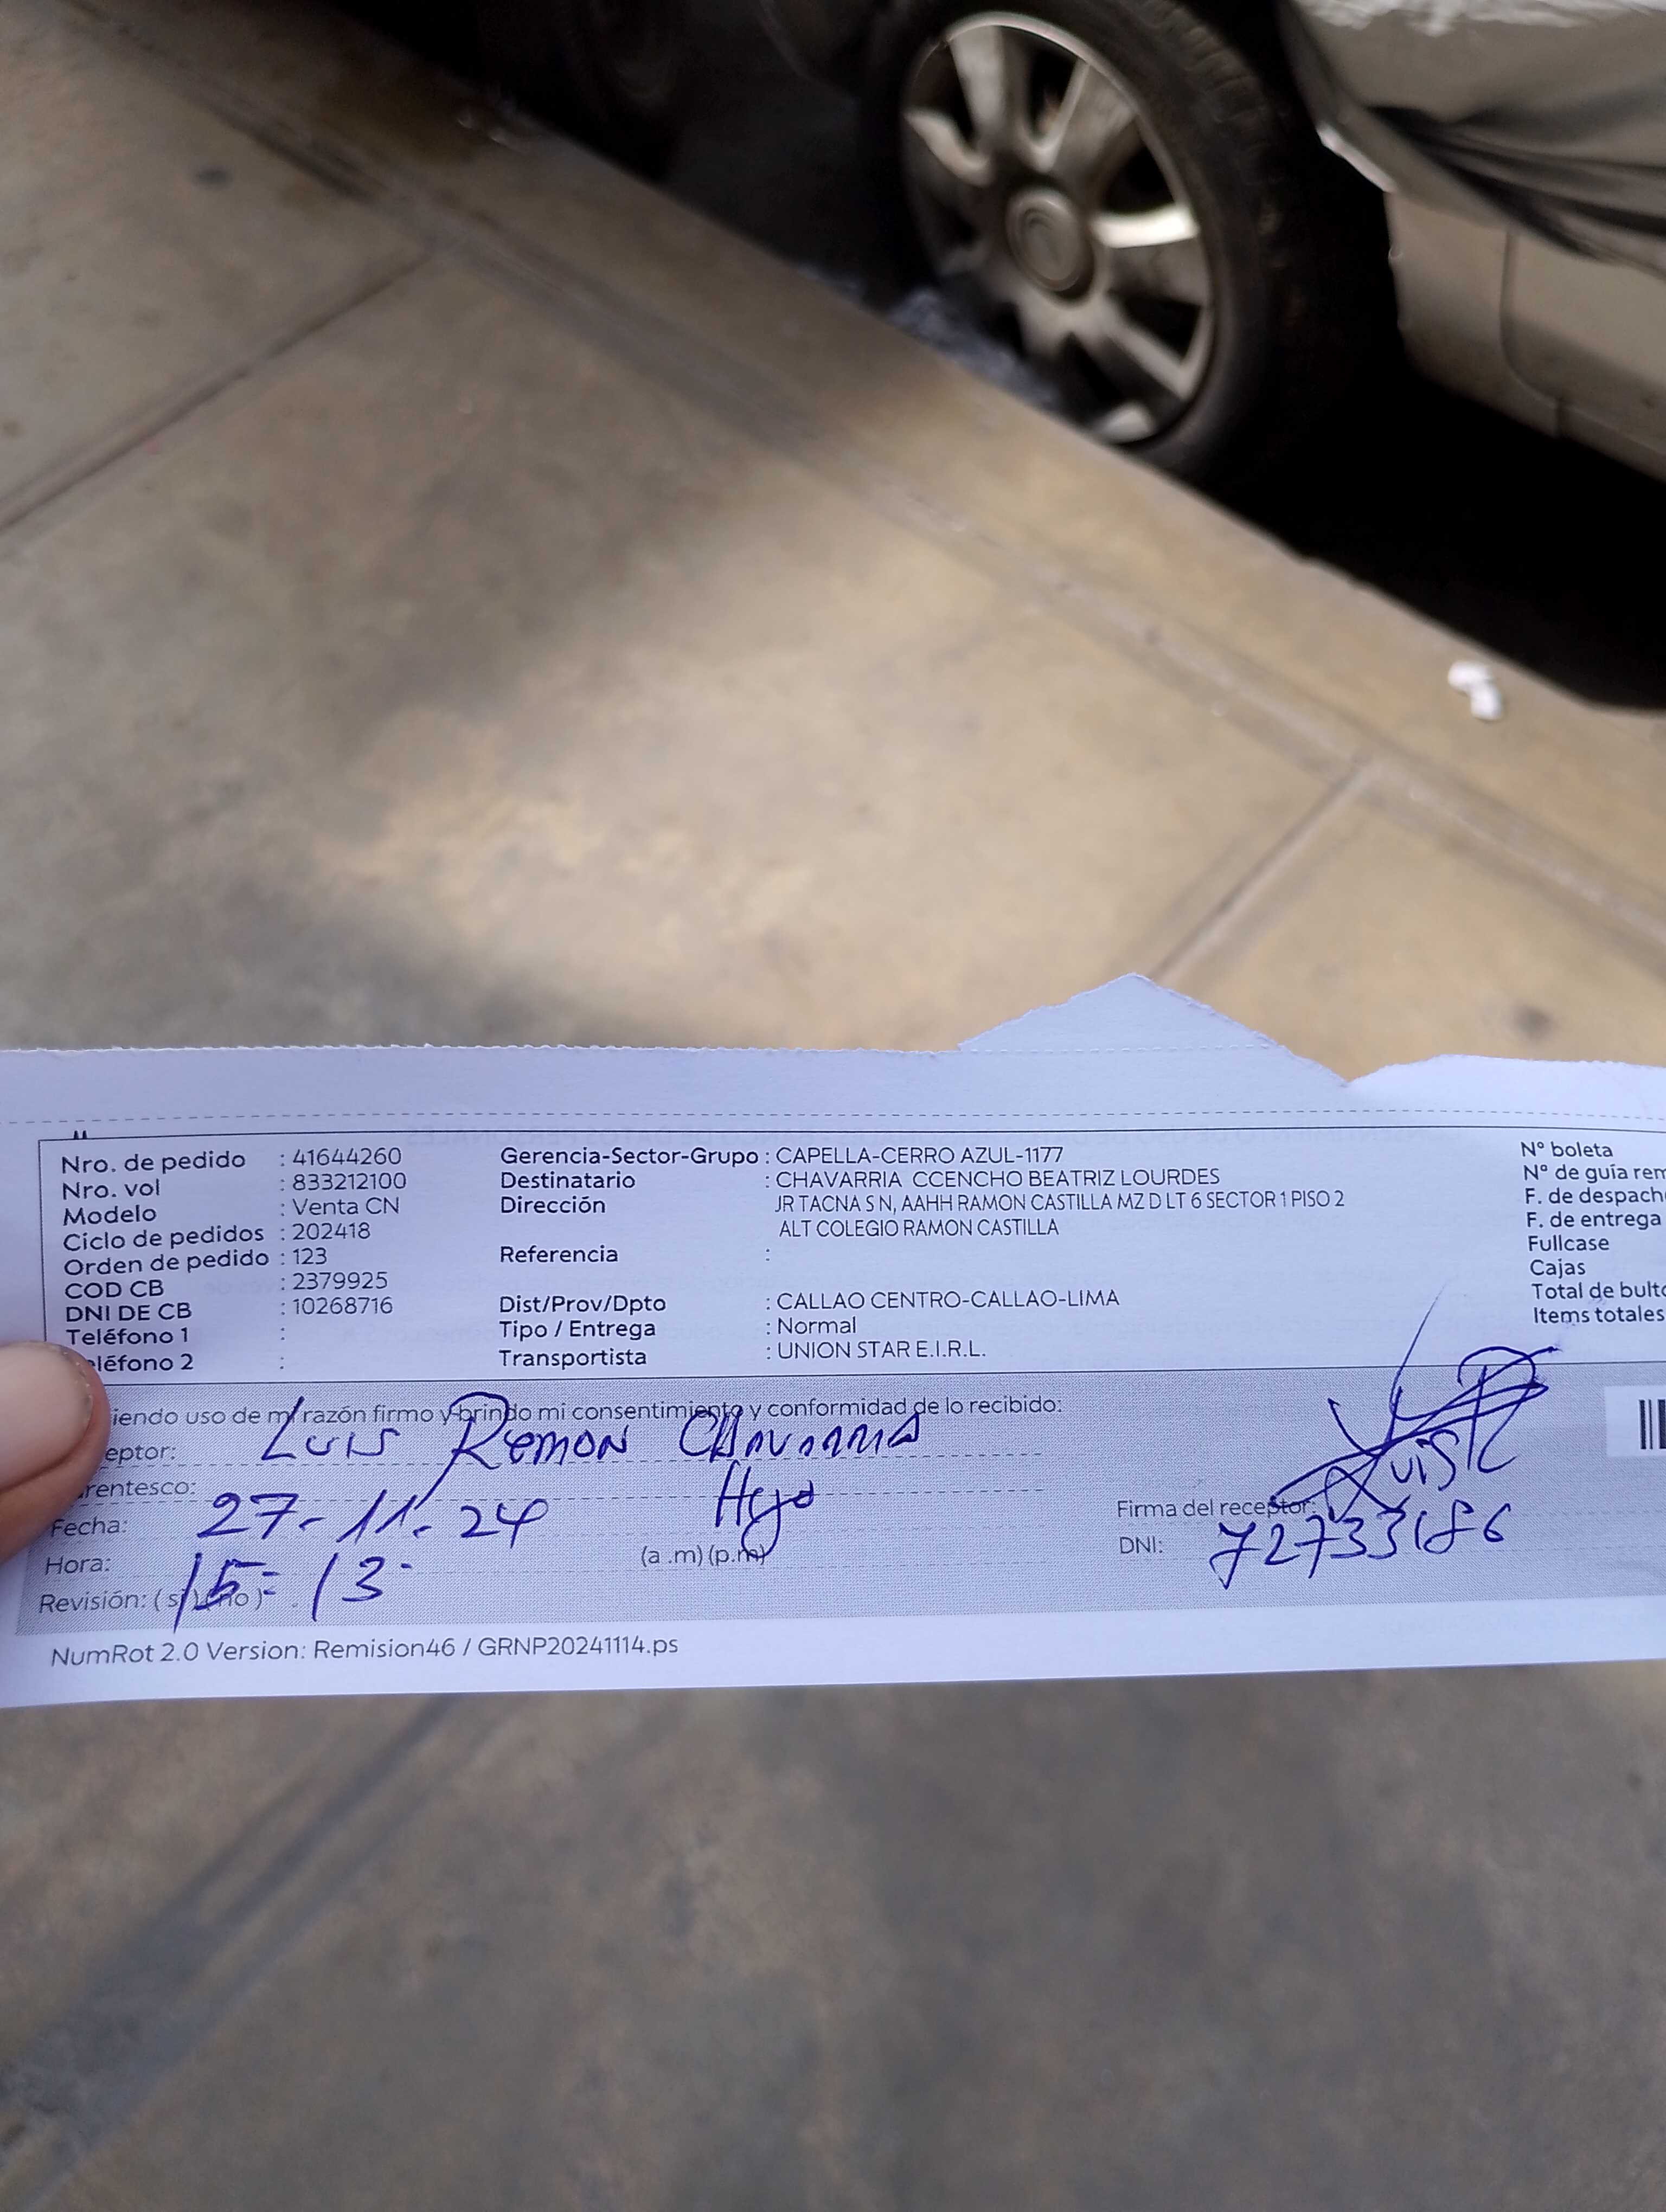 Nro. de pedido : 41644260
Nro. vol : 833212100
Modelo : Venta CN
Ciclo de pedidos : 202418
Orden de pedido : 123
COD CB : 2379925
DNI DE CB : 10268716
Teléfono 1 :
eléfono 2 :
Gerencia-Sector-Grupo : CAPELLA-CERRO AZUL-1177
Destinatario : CHAVARRIA CCENCHO BEATRIZ LOURDES
Dirección JR TACNA S N, AAHH RAMON CASTILLA MZ D LT 6 SECTOR 1 PISO 2
ALT COLEGIO RAMON CASTILLA
Referencia :
Dist/Prov/Dpto : CALLAO CENTRO-CALLAO-LIMA
Tipo / Entrega : Normal
Transportista : UNION STAR E.I.R.L.
N° boleta
N° de guía rem
F. de despach
F. de entrega
Fullcase
Cajas
Total de bulto
Items totales
iendo uso de mi razón firmo y brindo mi consentimiento y conformidad de lo recibido:
eptor: Luis Ramon Chavarria
rentesco: Hijo
Fecha: 27-11-24
Hora: 15:13 (a .m) (p.m)
Revisión: ( si ) ( no )
Firma del receptor:
DNI: 72733186
NumRot 2.0 Version: Remision46 / GRNP20241114.ps